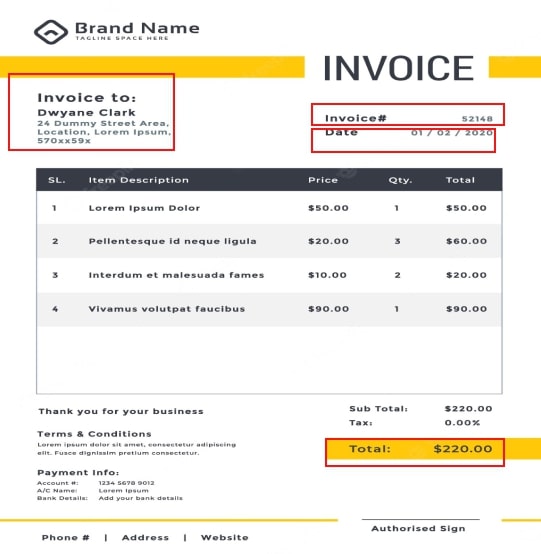 Brand Name
TAGLINE SPACE HERE
INVOICE
Invoice to:
Dwyane Clark
24 Dummy Street Area,
Location, Lorem Ipsum,
570xx59x
Invoice# 52148
Date 01 / 02 / 2020
SL. Item Description Price Qty. Total
1 Lorem Ipsum Dolor $50.00 1 $50.00
2 Pellentesque id neque ligula $20.00 3 $60.00
3 Interdum et malesuada fames $10.00 2 $20.00
4 Vivamus volutpat faucibus $90.00 1 $90.00
Sub Total: $220.00
Tax: 0.00%
Total: $220.00
Thank you for your business
Terms & Conditions
Lorem ipsum dolor sit amet, consectetur adipiscing
elit. Fusce dignissim pretium consectetur.
Payment Info:
Account #: 1234 5678 9012
A/C Name: Lorem Ipsum
Bank Details: Add your bank details
Authorised Sign
Phone # | Address | Website